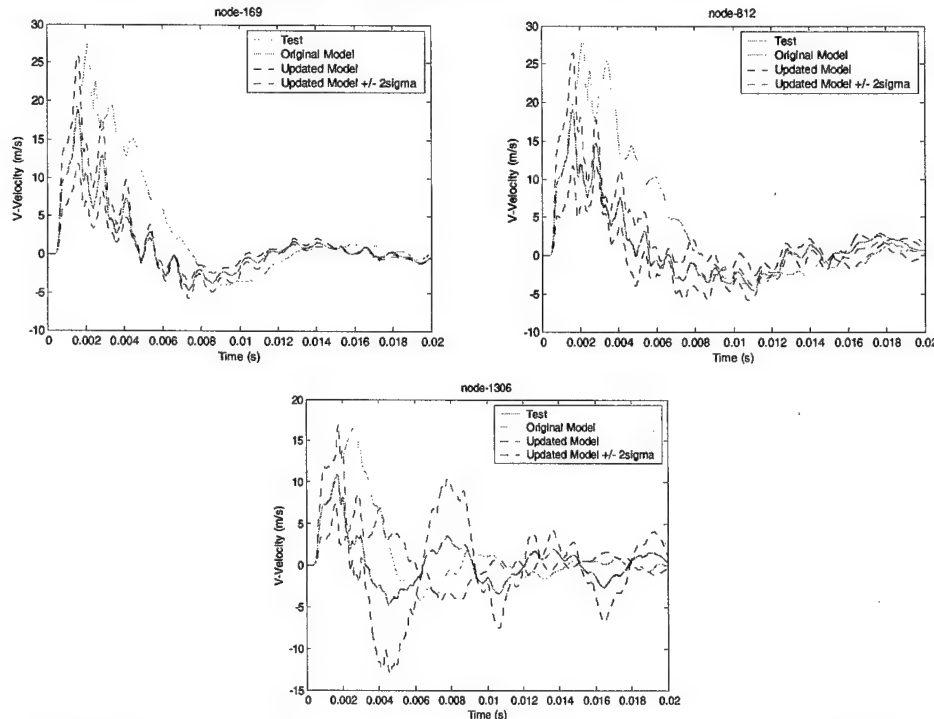 node-169
30
25
20
15
10
5
0
-5
-10
V-Velocity (m/s)
Test
Original Model
Updated Model
Updated Model +/- 2sigma
0 0.002 0.004 0.006 0.008 0.01 0.012 0.014 0.016 0.018 0.02
Time (s)
node-812
30
25
20
15
10
5
0
-5
-10
V-Velocity (m/s)
Test
Original Model
Updated Model
Updated Model +/- 2sigma
0 0.002 0.004 0.006 0.008 0.01 0.012 0.014 0.016 0.018 0.02
Time (s)
node-1306
20
15
10
5
0
-5
-10
-15
V-Velocity (m/s)
Test
Original Model
Updated Model
Updated Model +/- 2sigma
0 0.002 0.004 0.006 0.008 0.01 0.012 0.014 0.016 0.018 0.02
Time (s)